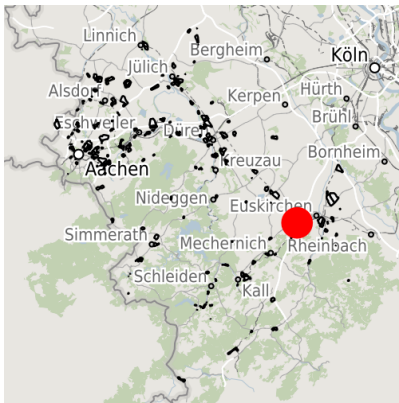 Linnich
Bergheim
Köln
Jülich
Alsdorf
Kerpen
Hürth
Brühl
Eschweiler
Düren
Bornheim
Kreuzau
Aachen
Nideggen
Euskirchen
Simmerath
Mechernich
Rheinbach
Schleiden
Kall